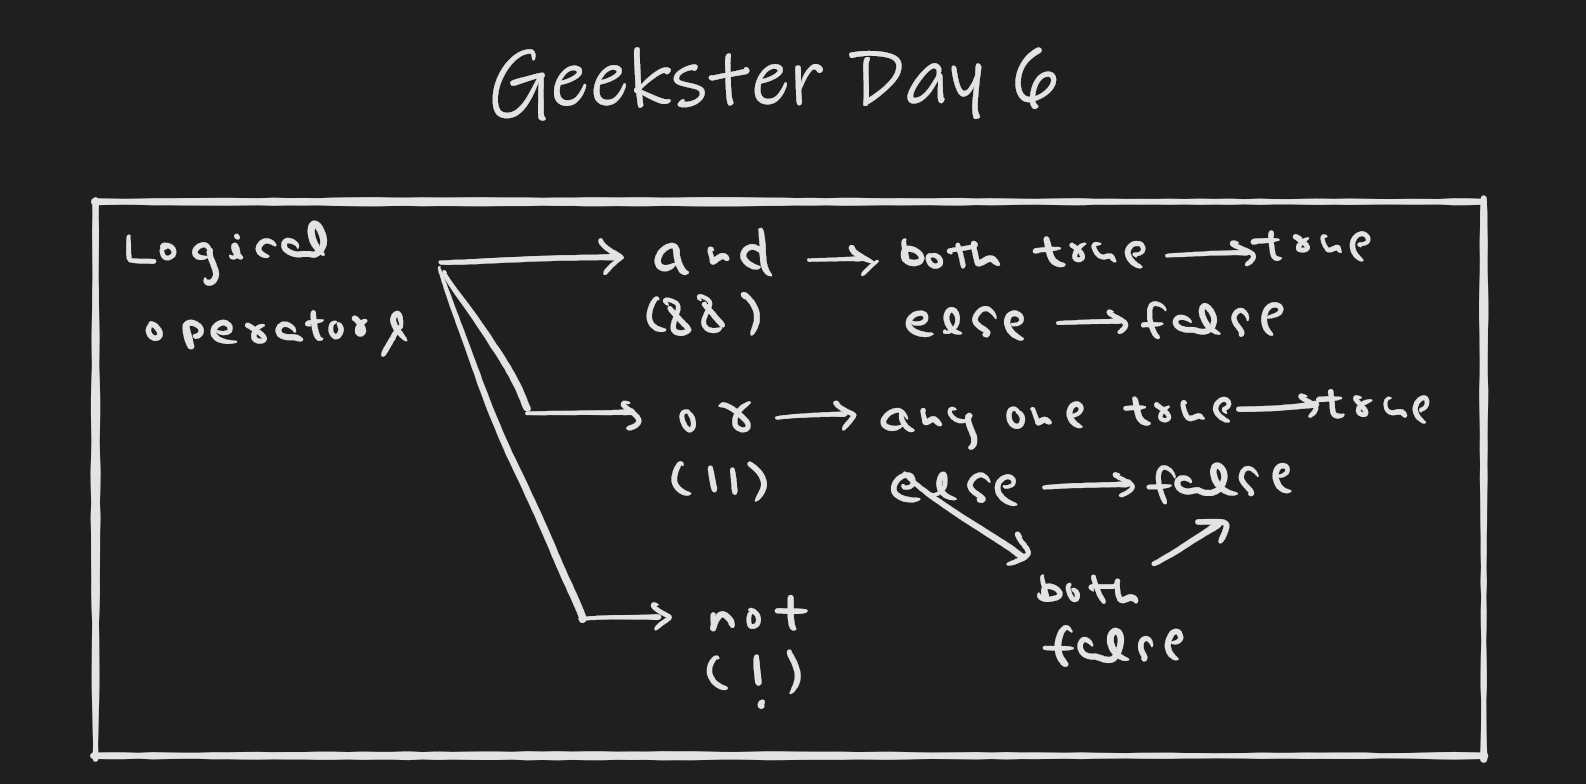 Geekster Day 6
Logical operators
and → both true → true
(&&) else → false
or → any one true → true
(||) else → false
both false
not
(!)